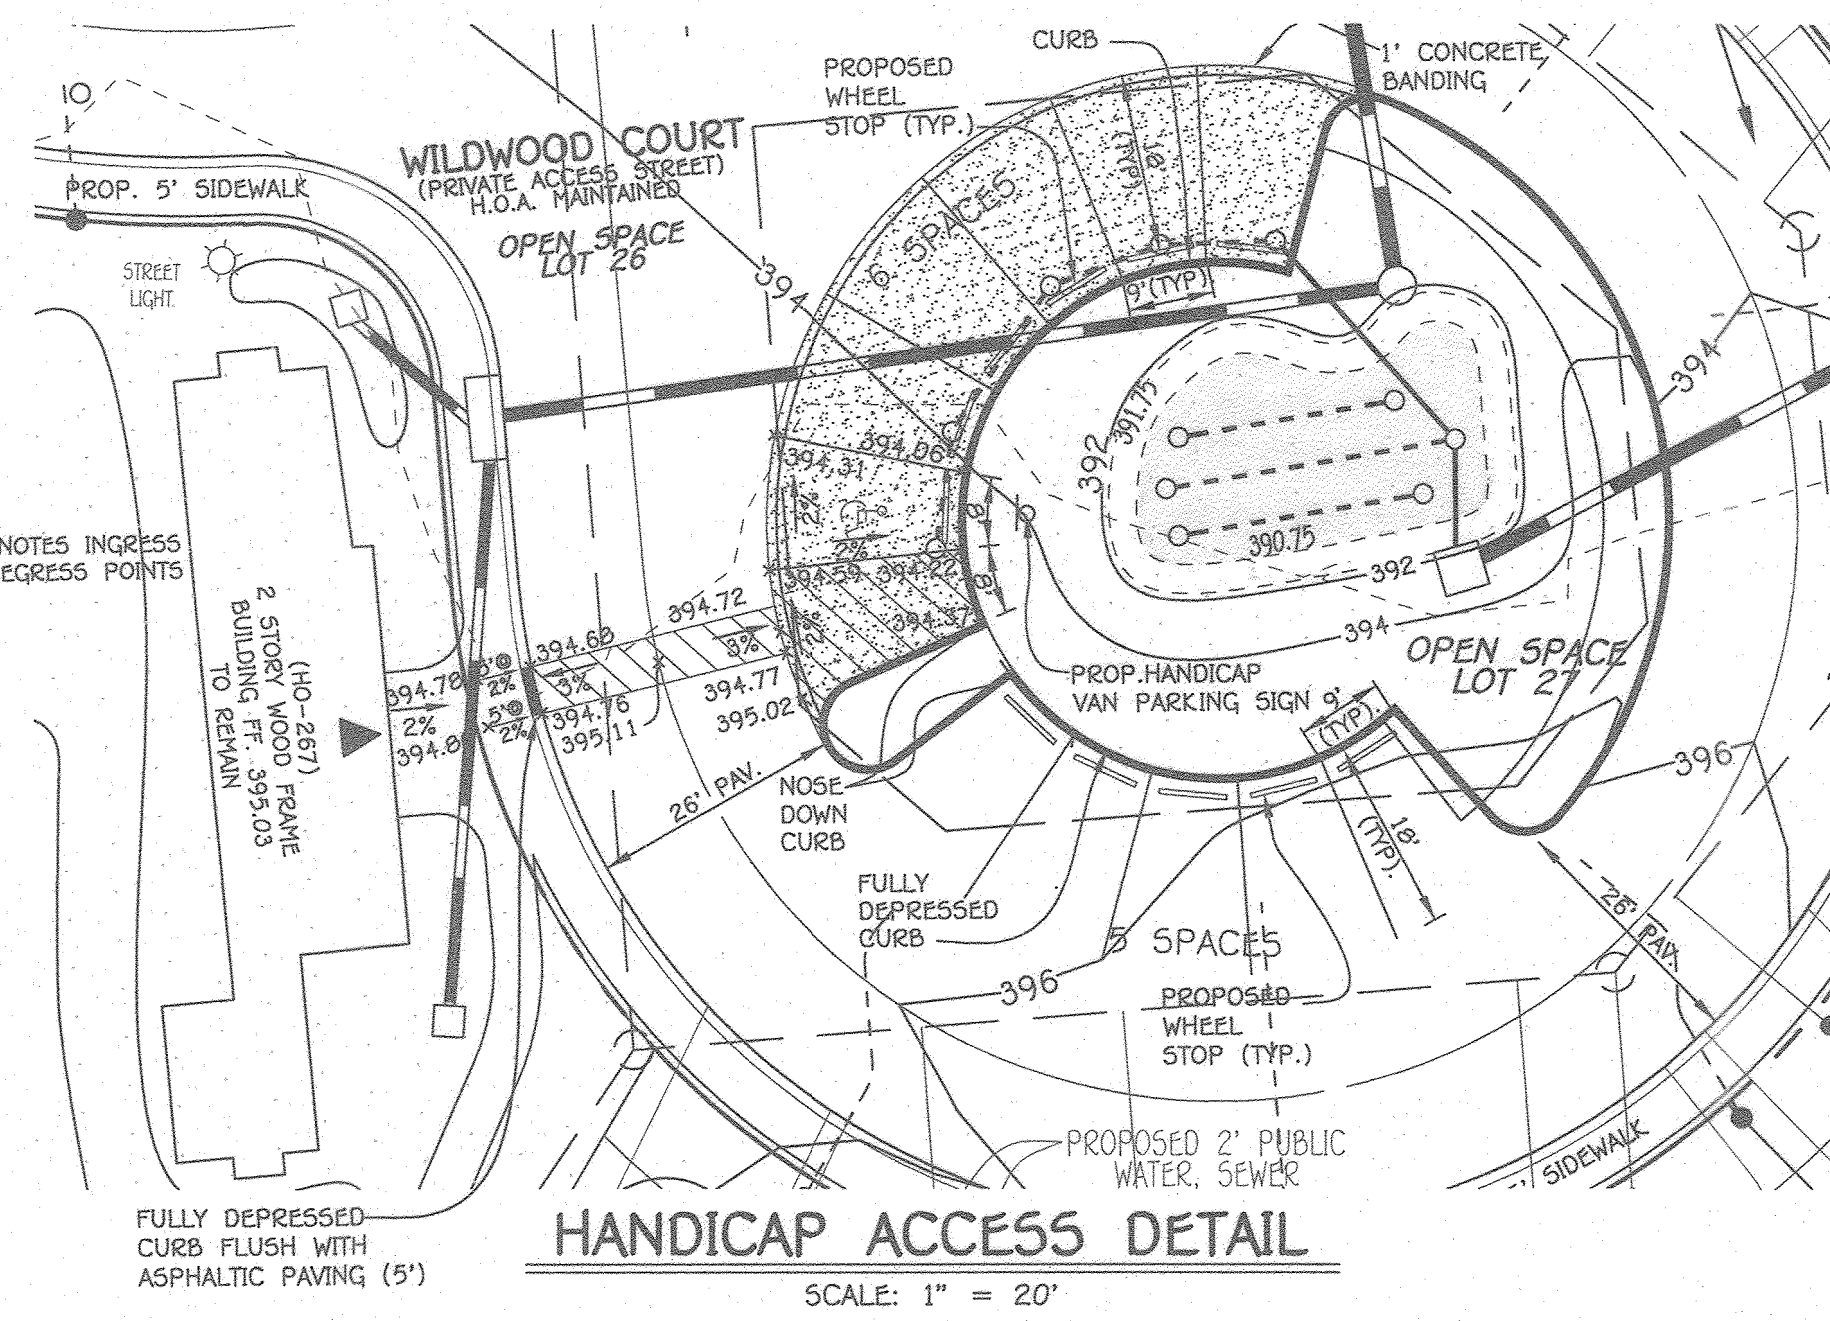 CURB
1' CONCRETE
BANDING
PROPOSED
WHEEL
STOP (TYP.)
10
WILDWOOD COURT
(PRIVATE ACCESS STREET)
H.O.A. MAINTAINED
OPEN SPACE
LOT 26
PROP. 5' SIDEWALK
STREET
LIGHT.
6 SPACES
18'
(TYP).
9'(TYP)
394
394
391.75
392
390.75
392
394
394.06
394.31
2%
2%
8'
8'
394.59
394.22
394.37
2%
NOTES INGRESS
EGRESS POINTS
(HO-267)
2 STORY WOOD FRAME
BUILDING FF. 395.03
TO REMAIN
394.72
394.68
3%
3%
394.78
5'@
2%
2%
5'@
2%
394.76
395.11
394.77
395.02
OPEN SPACE
LOT 27
PROP.HANDICAP
VAN PARKING SIGN
9'
(TYP).
26' PAV.
NOSE
DOWN
CURB
396
18'
(TYP).
FULLY
DEPRESSED
CURB
5 SPACES
26' PAV.
396
PROPOSED
WHEEL
STOP (TYP.)
PROPOSED 2' PUBLIC
WATER, SEWER
SIDEWALK
FULLY DEPRESSED
CURB FLUSH WITH
ASPHALTIC PAVING (5')
HANDICAP ACCESS DETAIL
SCALE: 1" = 20'